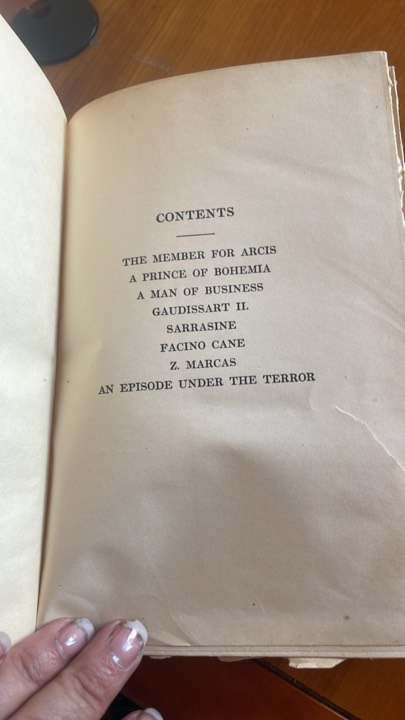 CONTENTS
THE MEMBER FOR ARCIS
A PRINCE OF BOHEMIA
A MAN OF BUSINESS
GAUDISSART II.
SARRASINE
FACINO CANE
Z. MARCAS
AN EPISODE UNDER THE TERROR